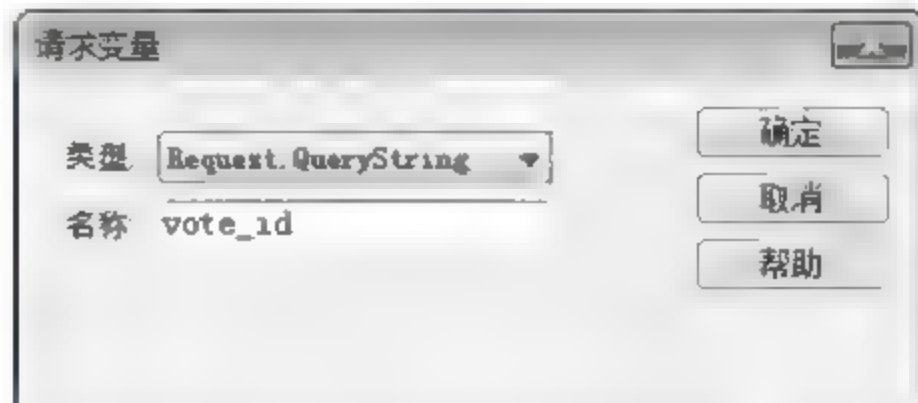 请求变量
类型 Request.QueryString
名称 vote_id
确定
取消
帮助